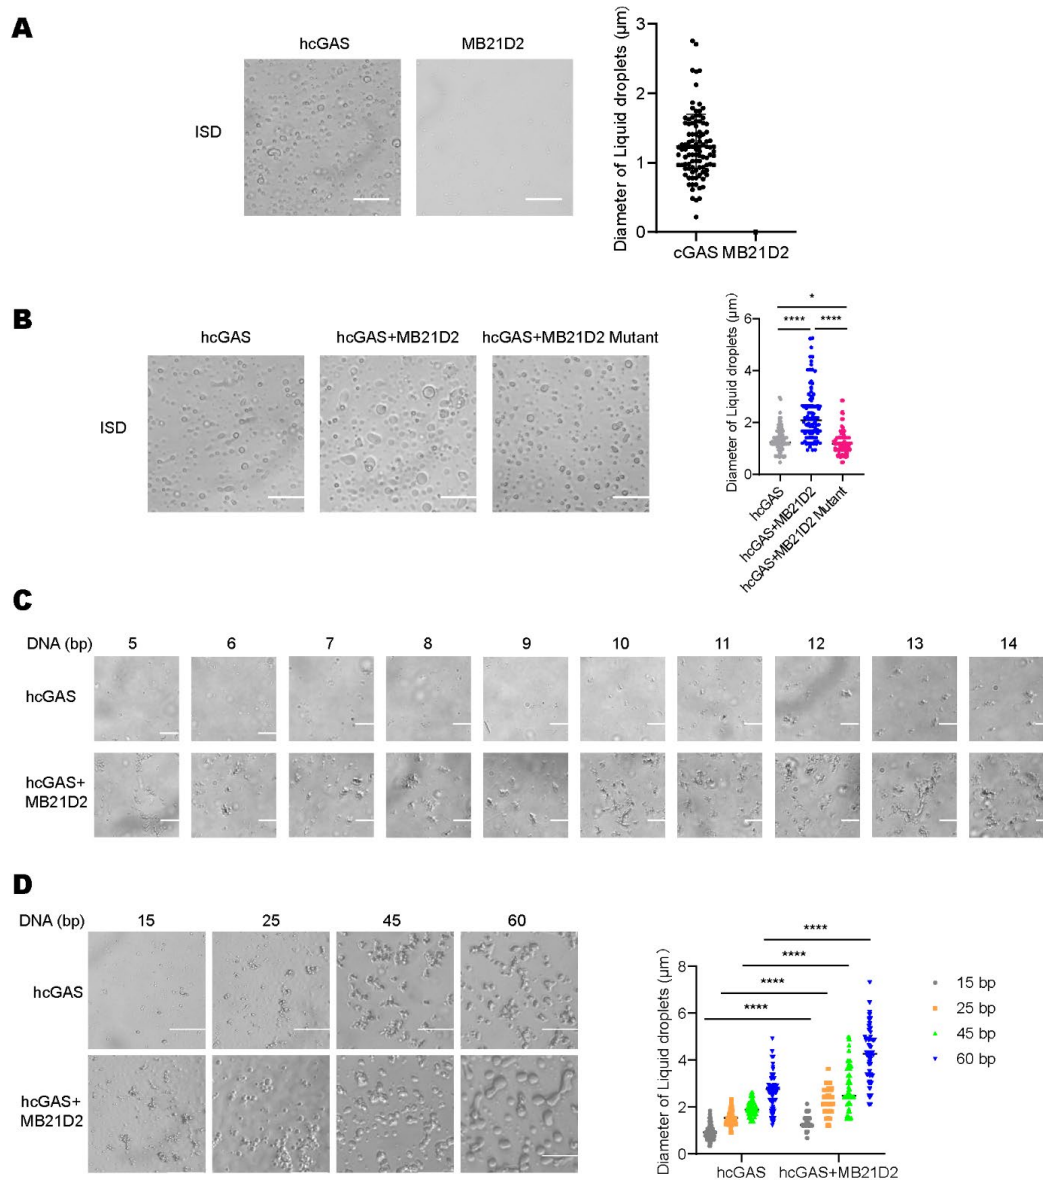 A
hcGAS MB21D2
ISD
Diameter of Liquid droplets (μm)
3
2
1
0
cGAS MB21D2
B
hcGAS hcGAS+MB21D2 hcGAS+MB21D2 Mutant
ISD
Diameter of Liquid droplets (μm)
6
4
2
0
*
**** ****
hcGAS
hcGAS+MB21D2
hcGAS+MB21D2 Mutant
C
DNA (bp) 5 6 7 8 9 10 11 12 13 14
hcGAS
hcGAS+
MB21D2
D
DNA (bp) 15 25 45 60
hcGAS
hcGAS+
MB21D2
Diameter of Liquid droplets (μm)
8
6
4
2
0
****
****
****
****
hcGAS hcGAS+MB21D2
15 bp
25 bp
45 bp
60 bp